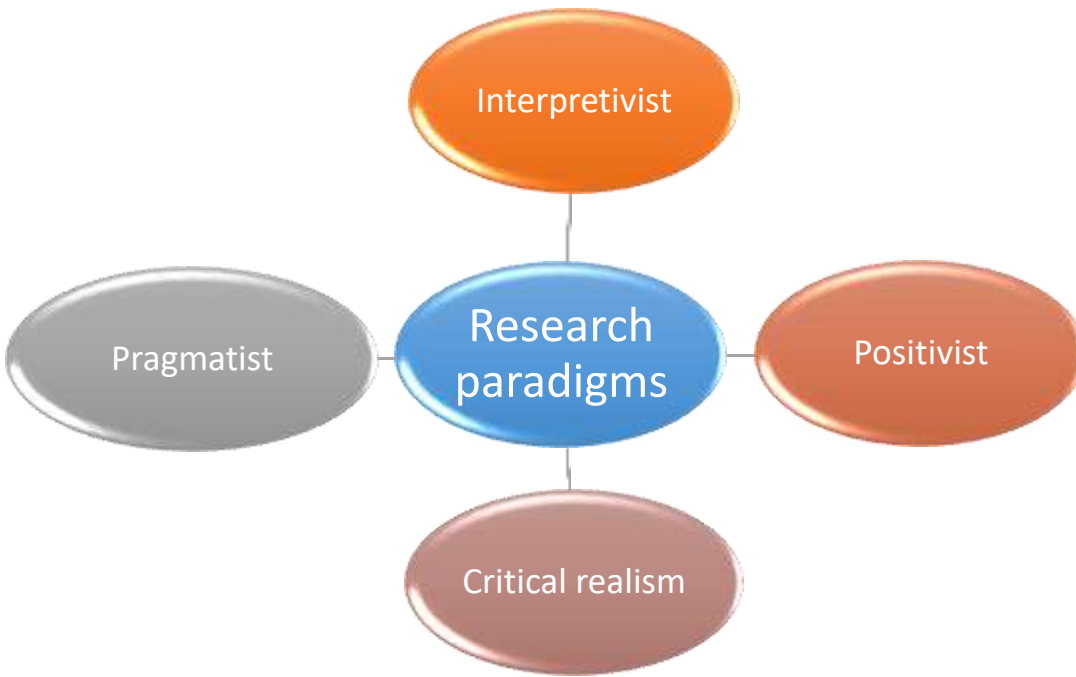 Interpretivist
Pragmatist
Research
paradigms
Positivist
Critical realism